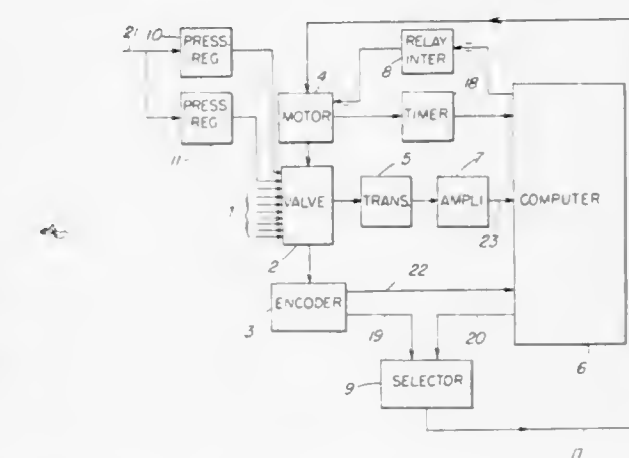 21
10
PRESS.
REG
RELAY
INTER
8
4
18
PRESS
REG
MOTOR
TIMER
11
5
7
1
VALVE
TRANS.
AMPLI.
COMPUTER
2
23
22
ENCODER
3
19
20
6
9
SELECTOR